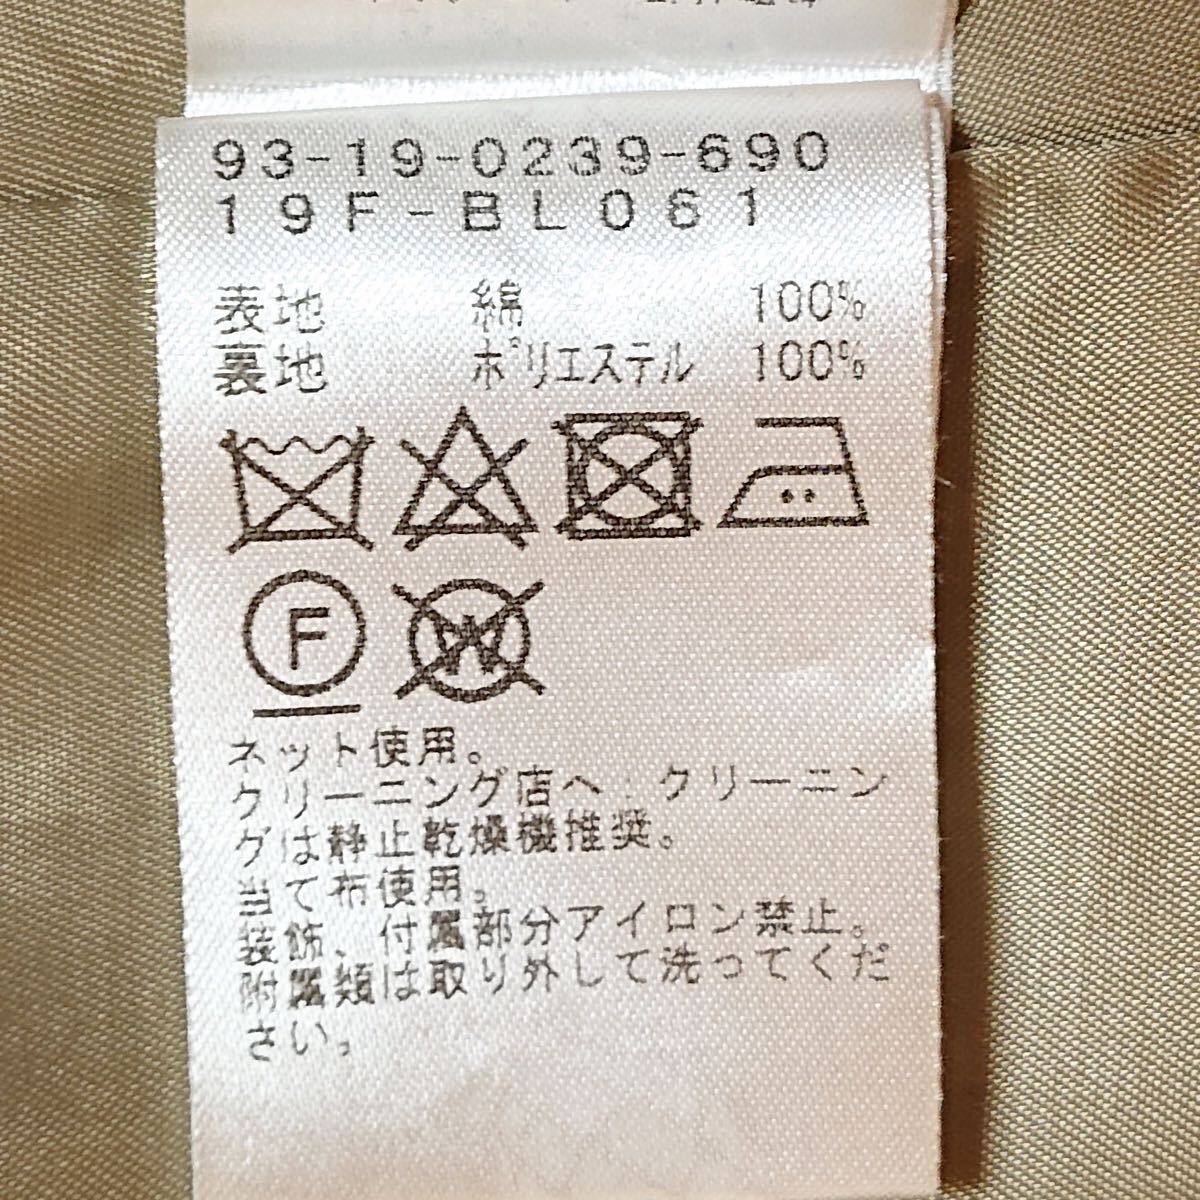 93-19-0239-690
19F-BL061
表地 綿 100%
裏地 ポリエステル 100%
F
W
ネット使用。
クリーニング店へ:クリーニン
グは静止乾燥機推奨。
当て布使用。
装飾、付属部分アイロン禁止。
附属類は取り外して洗ってくだ
さい。